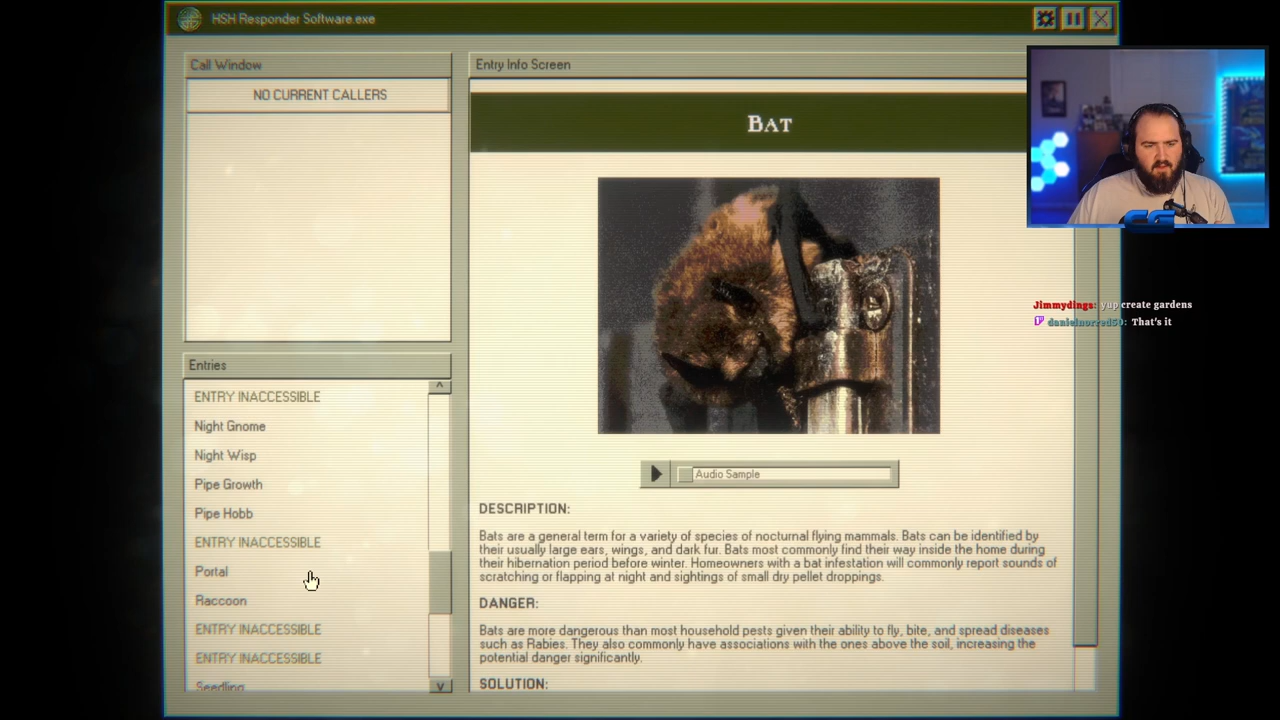 HSH Responder Software.exe
Call Window
NO CURRENT CALLERS
Entries
ENTRY INACCESSIBLE
Night Gnome
Night Wisp
Pipe Growth
Pipe Hobb
ENTRY INACCESSIBLE
Portal
Raccoon
ENTRY INACCESSIBLE
ENTRY INACCESSIBLE
Seedling
Entry Info Screen
BAT
Audio Sample
DESCRIPTION:
Bats are a general term for a variety of species of nocturnal flying mammals. Bats can be identified by
their usually large ears, wings, and dark fur. Bats most commonly find their way inside the home during
their hibernation period before winter. Homeowners with a bat infestation will commonly report sounds of
scratching or flapping at night and sightings of small dry pellet droppings.
DANGER:
Bats are more dangerous than most household pests given their ability to fly, bite, and spread diseases
such as Rabies. They also commonly have associations with the ones above the soil, increasing the
potential danger significantly.
SOLUTION:
CG
Jimmydings: yup create gardens
danielnorred50: That's it